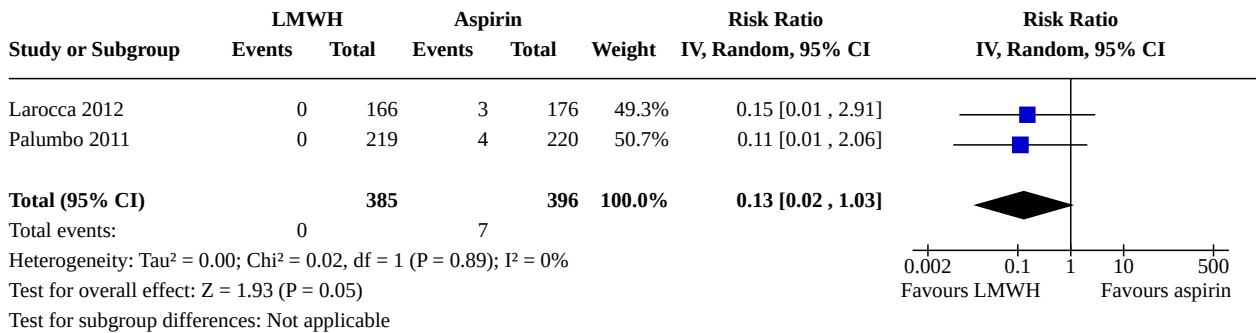 LMWH Aspirin Risk Ratio Risk Ratio
Study or Subgroup Events Total Events Total Weight IV, Random, 95% CI IV, Random, 95% CI
Larocca 2012 0 166 3 176 49.3% 0.15 [0.01 , 2.91]
Palumbo 2011 0 219 4 220 50.7% 0.11 [0.01 , 2.06]
Total (95% CI) 385 396 100.0% 0.13 [0.02 , 1.03]
Total events: 0 7
Heterogeneity: Tau² = 0.00; Chi² = 0.02, df = 1 (P = 0.89); I² = 0%
0.002 0.1 1 10 500
Test for overall effect: Z = 1.93 (P = 0.05) Favours LMWH Favours aspirin
Test for subgroup differences: Not applicable